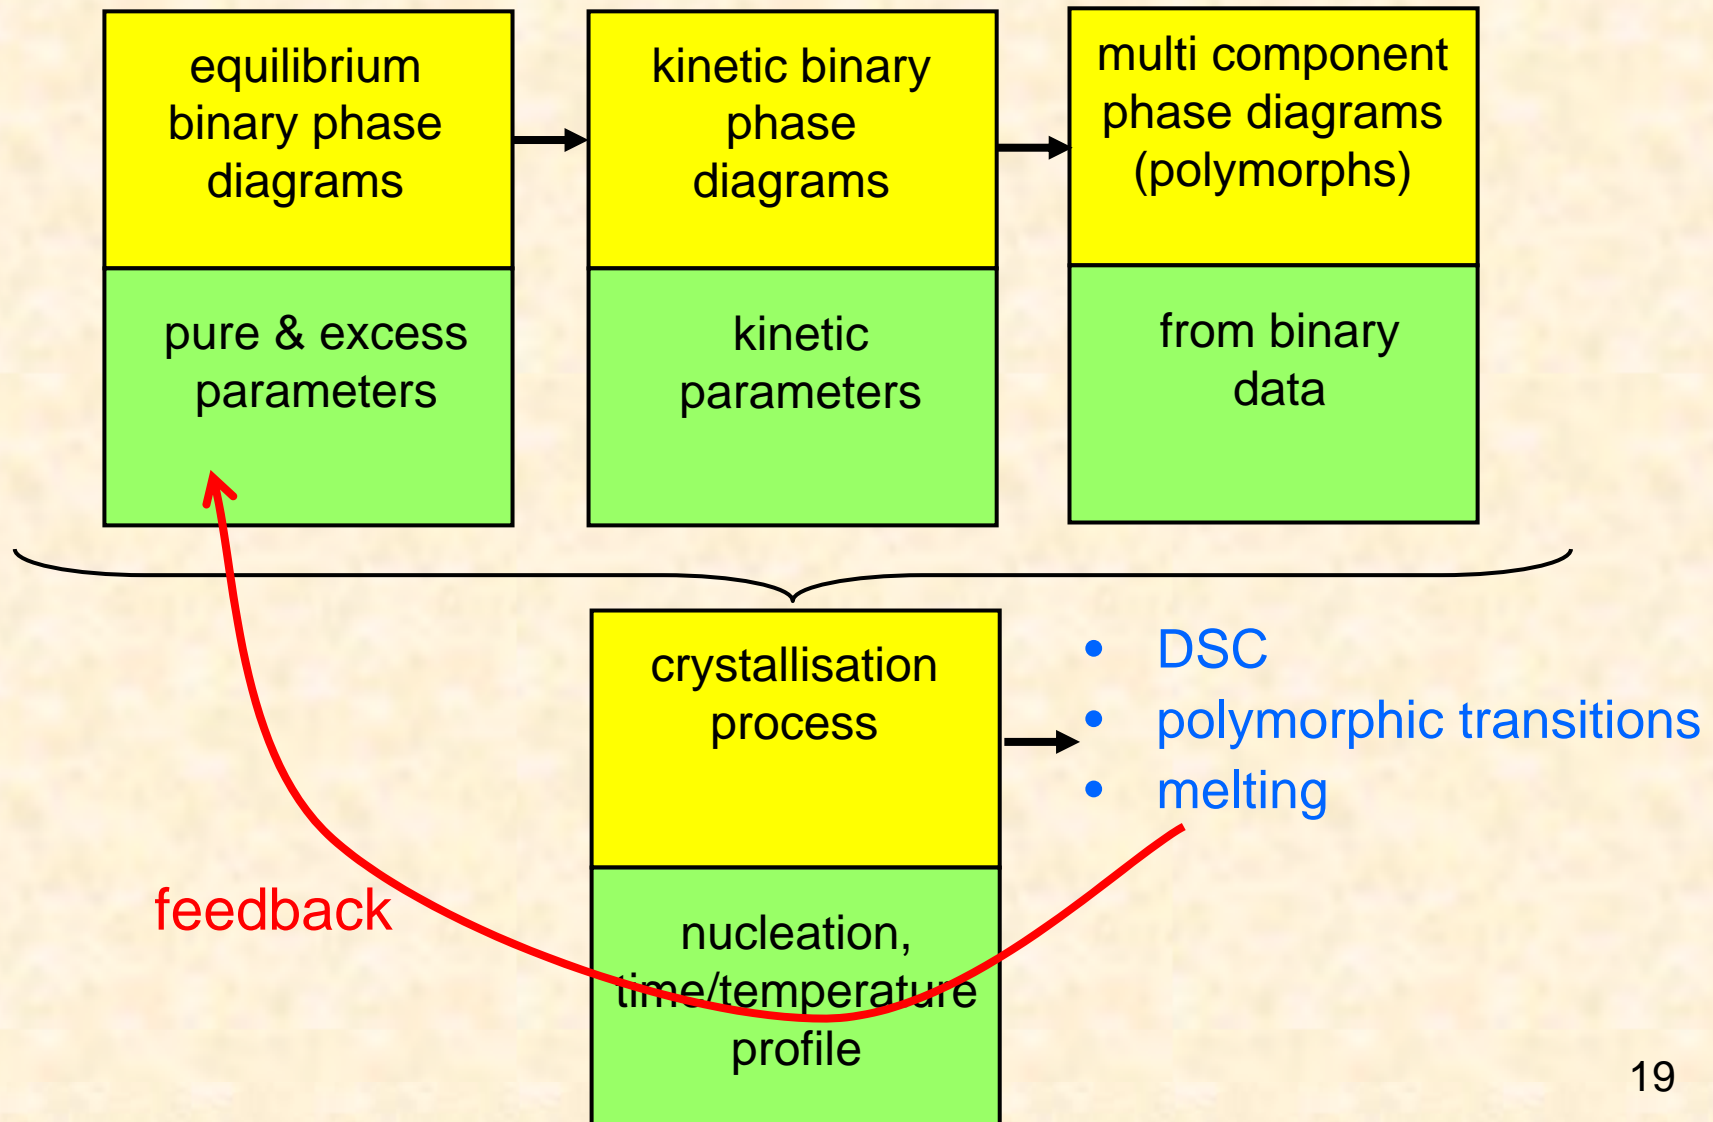 equilibrium
binary phase
diagrams
pure & excess
parameters
kinetic binary
phase
diagrams
kinetic
parameters
multi component
phase diagrams
(polymorphs)
from binary
data
crystallisation
process
nucleation,
time/temperature
profile
• DSC
• polymorphic transitions
• melting
feedback
19